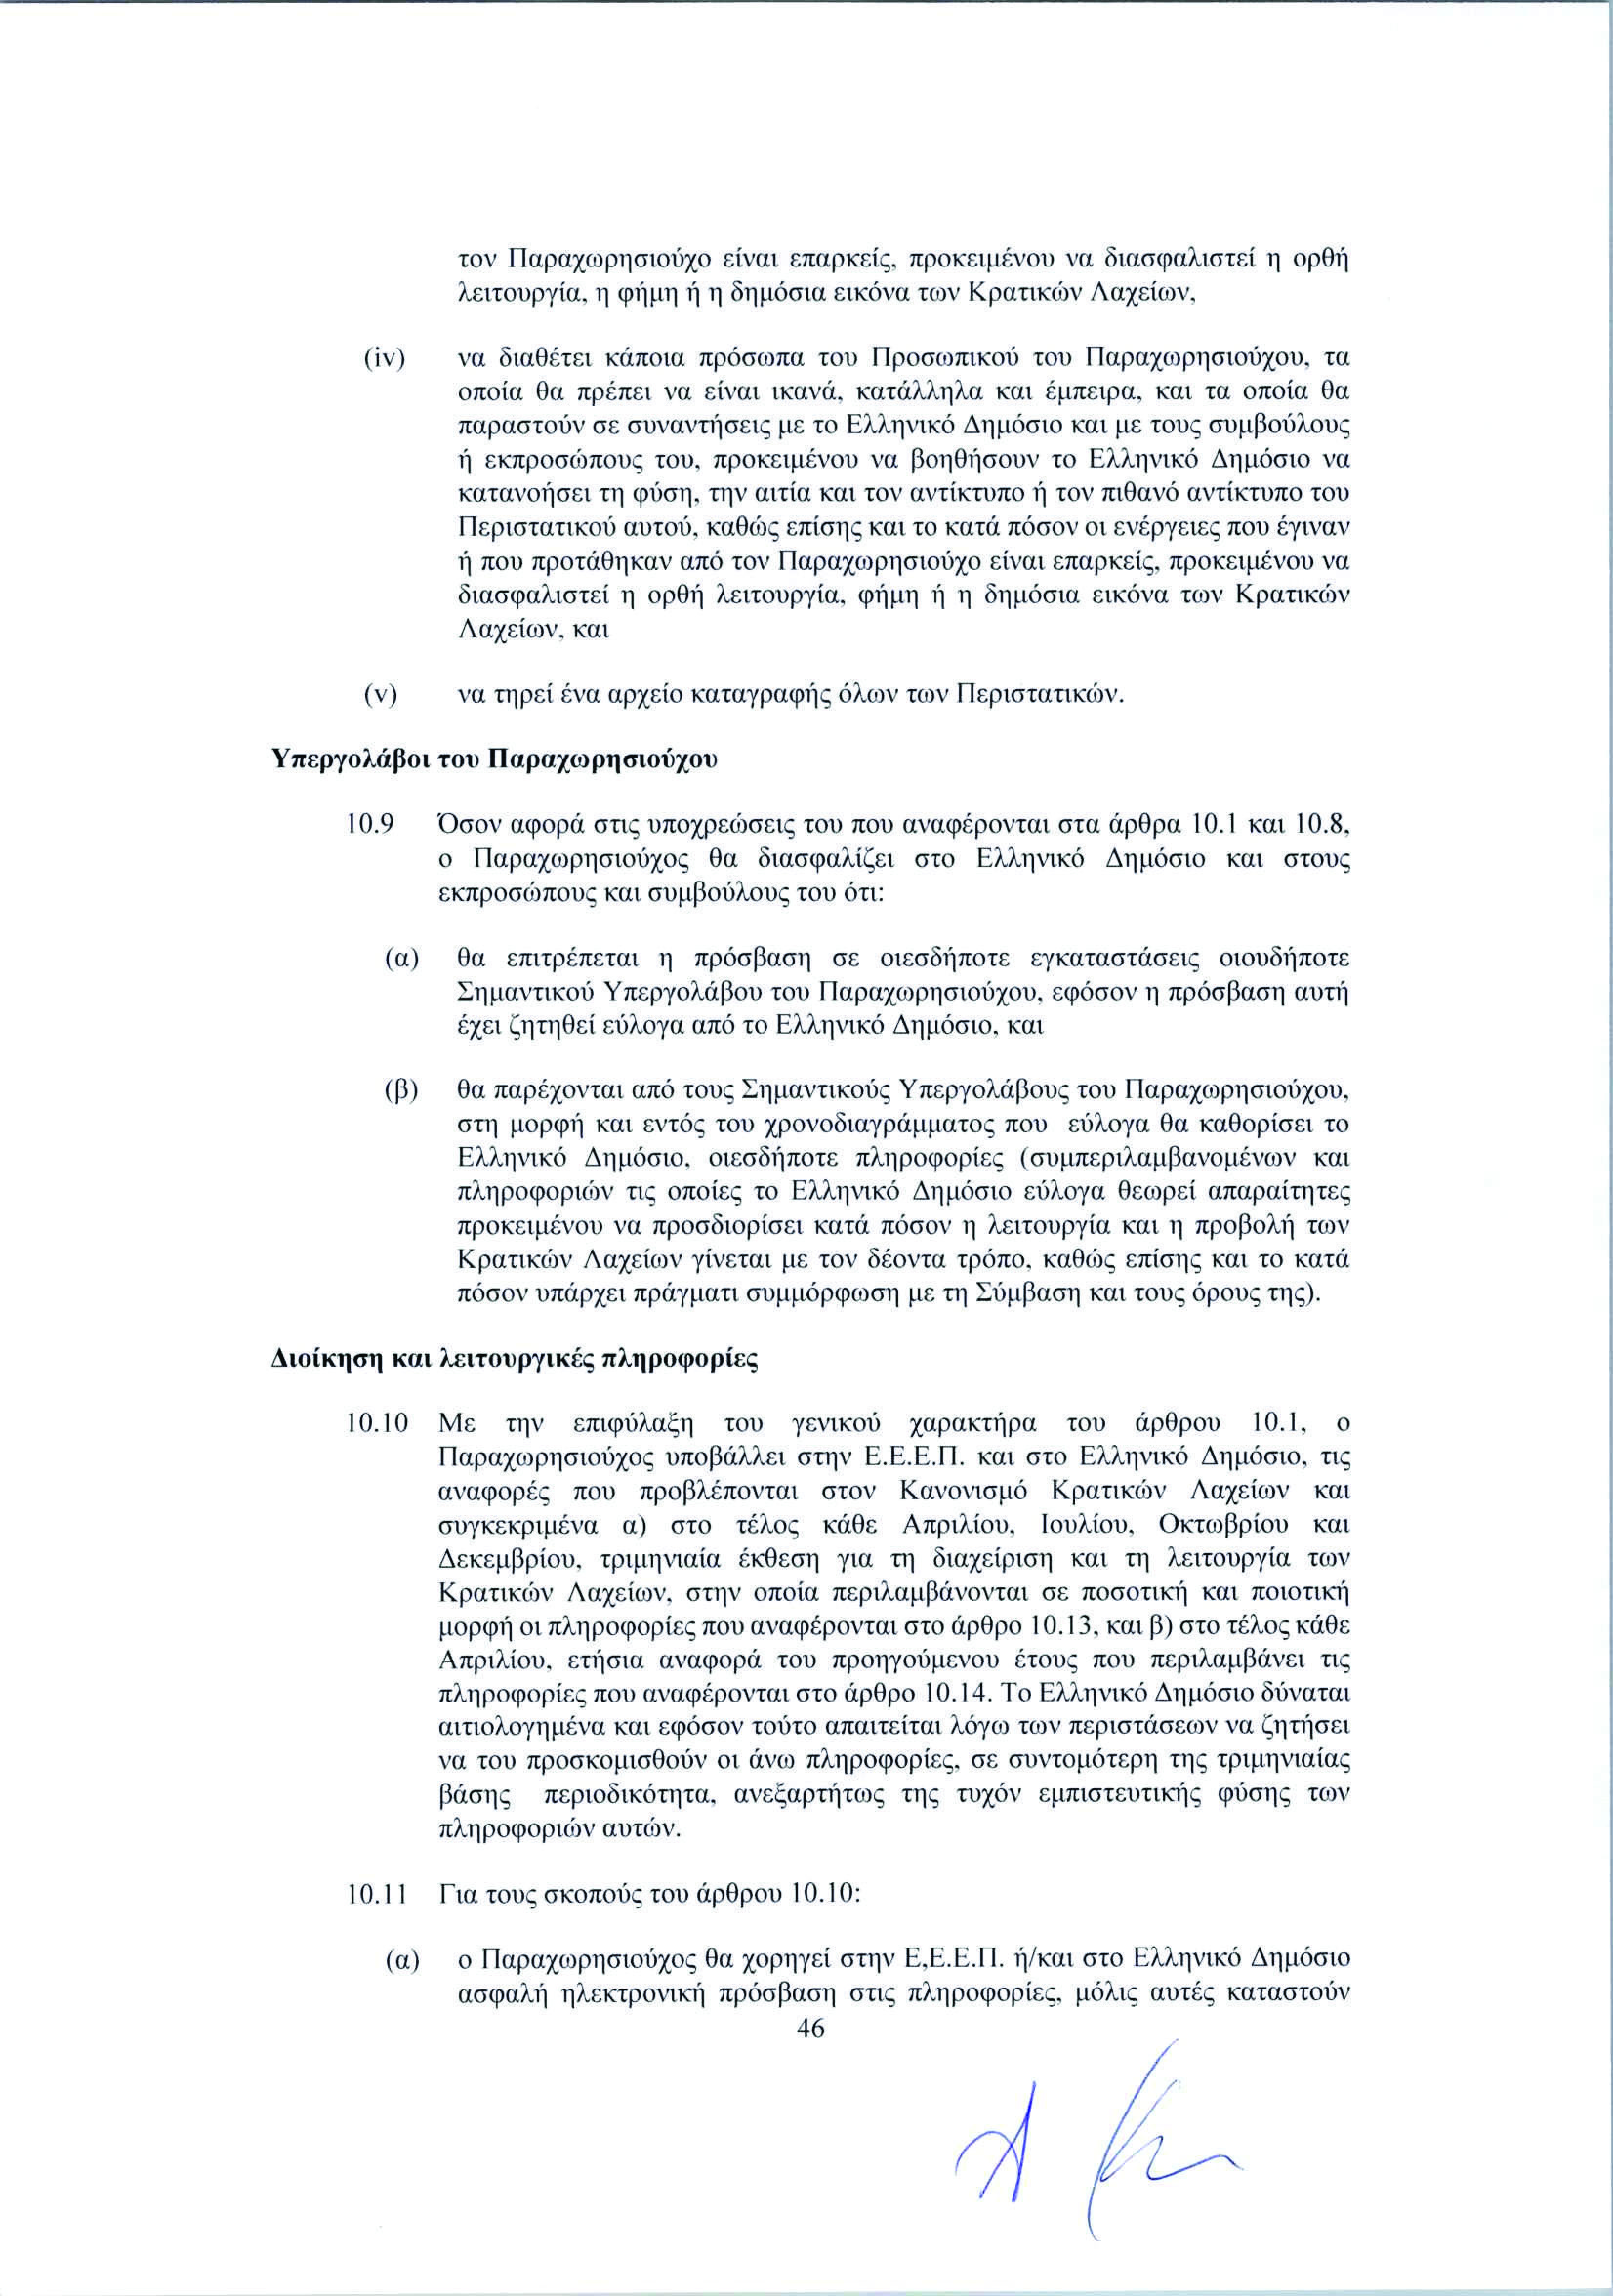 τον Παραχωρησιούχο είναι επαρκείς, προκειμένου να διασφαλιστεί η ορθή
λειτουργία, η φήμη ή η δημόσια εικόνα των Κρατικών Λαχείων,
(iv) να διαθέτει κάποια πρόσωπα του Προσωπικού του Παραχωρησιούχου, τα
οποία θα πρέπει να είναι ικανά, κατάλληλα και έμπειρα, και τα οποία θα
παραστούν σε συναντήσεις με το Ελληνικό Δημόσιο και με τους συμβούλους
ή εκπροσώπους του, προκειμένου να βοηθήσουν το Ελληνικό Δημόσιο να
κατανοήσει τη φύση, την αιτία και τον αντίκτυπο ή τον πιθανό αντίκτυπο του
Περιστατικού αυτού, καθώς επίσης και το κατά πόσον οι ενέργειες που έγιναν
ή που προτάθηκαν από τον Παραχωρησιούχο είναι επαρκείς, προκειμένου να
διασφαλιστεί η ορθή λειτουργία, φήμη ή η δημόσια εικόνα των Κρατικών
Λαχείων, και
(v) να τηρεί ένα αρχείο καταγραφής όλων των Περιστατικών.
Υπεργολάβοι του Παραχωρησιούχου
10.9 Όσον αφορά στις υποχρεώσεις του που αναφέρονται στα άρθρα 10.1 και 10.8,
ο Παραχωρησιούχος θα διασφαλίζει στο Ελληνικό Δημόσιο και στους
εκπροσώπους και συμβούλους του ότι:
(α) θα επιτρέπεται η πρόσβαση σε οιεσδήποτε εγκαταστάσεις οιουδήποτε
Σημαντικού Υπεργολάβου του Παραχωρησιούχου, εφόσον η πρόσβαση αυτή
έχει ζητηθεί εύλογα από το Ελληνικό Δημόσιο, και
(β) θα παρέχονται από τους Σημαντικούς Υπεργολάβους του Παραχωρησιούχου,
στη μορφή και εντός του χρονοδιαγράμματος που εύλογα θα καθορίσει το
Ελληνικό Δημόσιο, οιεσδήποτε πληροφορίες (συμπεριλαμβανομένων και
πληροφοριών τις οποίες το Ελληνικό Δημόσιο εύλογα θεωρεί απαραίτητες
προκειμένου να προσδιορίσει κατά πόσον η λειτουργία και η προβολή των
Κρατικών Λαχείων γίνεται με τον δέοντα τρόπο, καθώς επίσης και το κατά
πόσον υπάρχει πράγματι συμμόρφωση με τη Σύμβαση και τους όρους της).
Διοίκηση και λειτουργικές πληροφορίες
10.10 Με την επιφύλαξη του γενικού χαρακτήρα του άρθρου 10.1, ο
Παραχωρησιούχος υποβάλλει στην Ε.Ε.Ε.Π. και στο Ελληνικό Δημόσιο, τις
αναφορές που προβλέπονται στον Κανονισμό Κρατικών Λαχείων και
συγκεκριμένα α) στο τέλος κάθε Απριλίου, Ιουλίου, Οκτωβρίου και
Δεκεμβρίου, τριμηνιαία έκθεση για τη διαχείριση και τη λειτουργία των
Κρατικών Λαχείων, στην οποία περιλαμβάνονται σε ποσοτική και ποιοτική
μορφή οι πληροφορίες που αναφέρονται στο άρθρο 10.13, και β) στο τέλος κάθε
Απριλίου, ετήσια αναφορά του προηγούμενου έτους που περιλαμβάνει τις
πληροφορίες που αναφέρονται στο άρθρο 10.14. Το Ελληνικό Δημόσιο δύναται
αιτιολογημένα και εφόσον τούτο απαιτείται λόγω των περιστάσεων να ζητήσει
να του προσκομισθούν οι άνω πληροφορίες, σε συντομότερη της τριμηνιαίας
βάσης περιοδικότητα, ανεξαρτήτως της τυχόν εμπιστευτικής φύσης των
πληροφοριών αυτών.
10.11 Για τους σκοπούς του άρθρου 10.10:
(α) ο Παραχωρησιούχος θα χορηγεί στην Ε,Ε.Ε.Π. ή/και στο Ελληνικό Δημόσιο
ασφαλή ηλεκτρονική πρόσβαση στις πληροφορίες, μόλις αυτές καταστούν
46